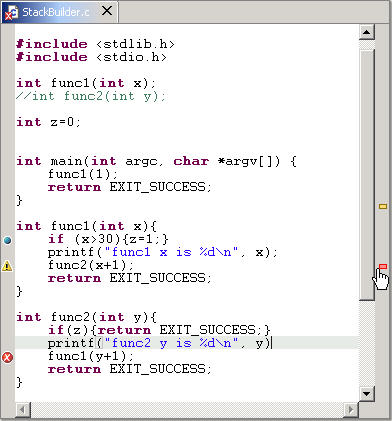 StackBuilder.c
#include <stdlib.h>
#include <stdio.h>
int func1(int x);
//int func2(int y);
int z=0;
int main(int argc, char *argv[]) {
func1(1);
return EXIT_SUCCESS;
}
int func1(int x){
if (x>30){z=1;}
printf("func1 x is %d\n", x);
func2(x+1);
return EXIT_SUCCESS;
}
int func2(int y){
if(z){return EXIT_SUCCESS;}
printf("func2 y is %d\n", y)
func1(y+1);
return EXIT_SUCCESS;
}